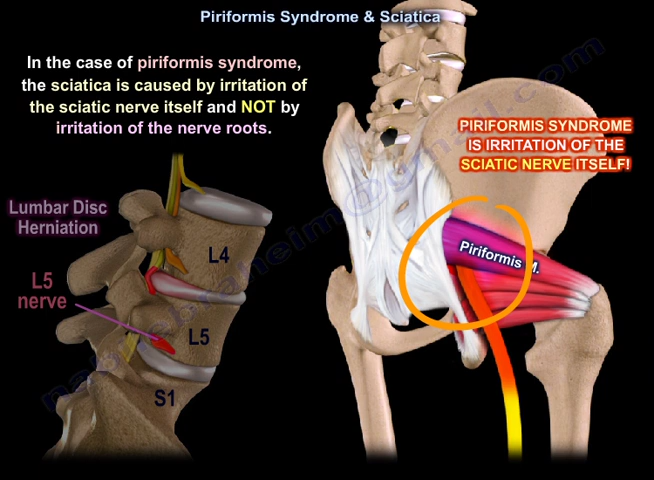 Piriformis Syndrome & Sciatica
In the case of piriformis syndrome,
the sciatica is caused by irritation of
the sciatic nerve itself and NOT by
irritation of the nerve roots.
PIRIFORMIS SYNDROME
IS IRRITATION OF THE
SCIATIC NERVE ITSELF!
Lumbar Disc
Herniation
L4
Piriformis M.
L5
nerve
L5
S1